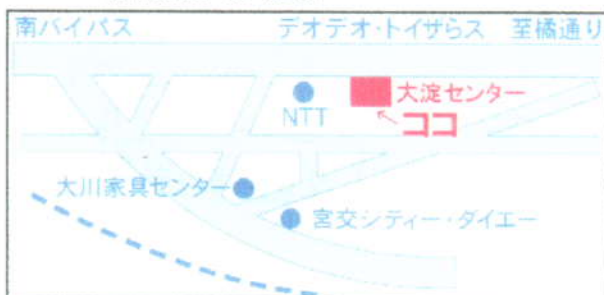 南バイパス デオデオ・トイザらス 至橘通り
NTT
大淀センター
ココ
大川家具センター
宮交シティー・ダイエー